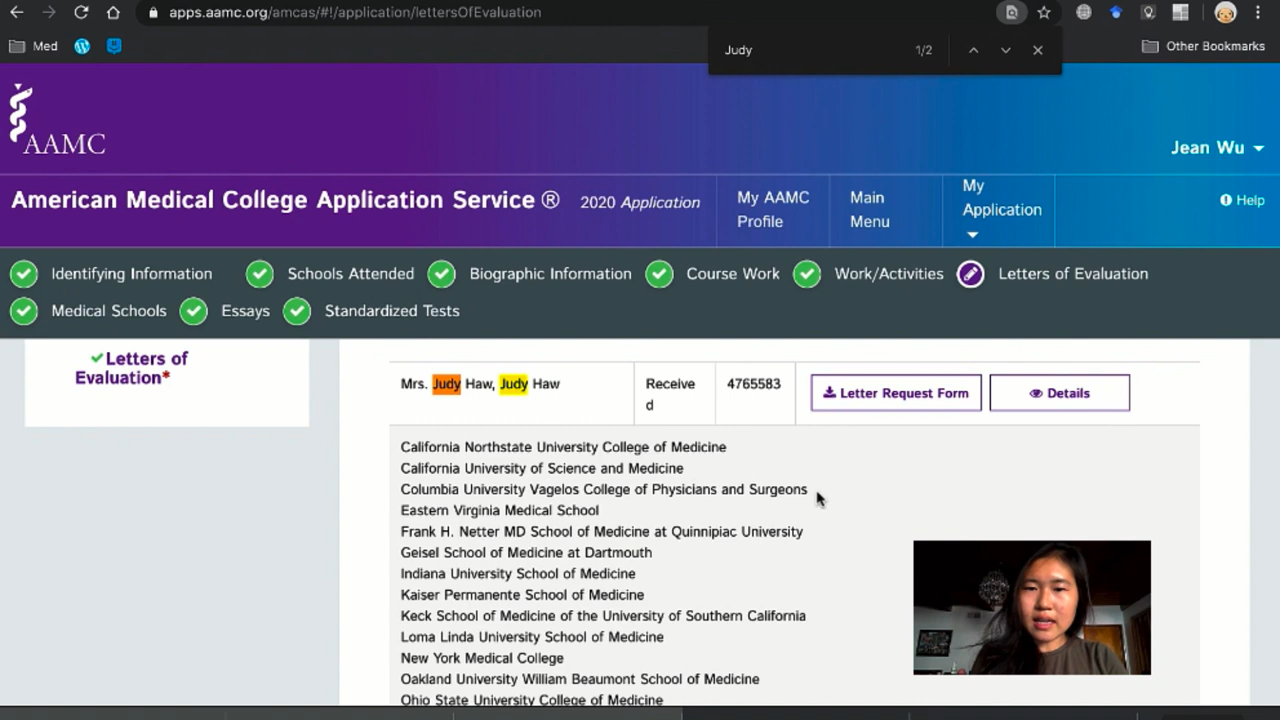 apps.aamc.org/amcas/#!/application/lettersOfEvaluation
Med
Judy 1/2
Other Bookmarks
AAMC
Jean Wu
American Medical College Application Service ® 2020 Application
My AAMC Profile
Main Menu
My Application
Help
Identifying Information Schools Attended Biographic Information Course Work Work/Activities Letters of Evaluation
Medical Schools Essays Standardized Tests
Letters of
Evaluation*
Mrs. Judy Haw, Judy Haw
Receive
d
4765583
Letter Request Form
Details
California Northstate University College of Medicine
California University of Science and Medicine
Columbia University Vagelos College of Physicians and Surgeons
Eastern Virginia Medical School
Frank H. Netter MD School of Medicine at Quinnipiac University
Geisel School of Medicine at Dartmouth
Indiana University School of Medicine
Kaiser Permanente School of Medicine
Keck School of Medicine of the University of Southern California
Loma Linda University School of Medicine
New York Medical College
Oakland University William Beaumont School of Medicine
Ohio State University College of Medicine